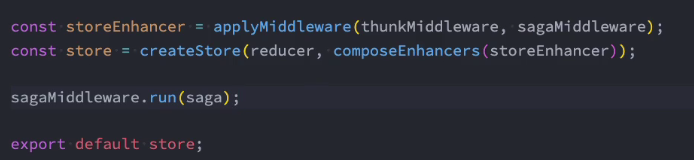 const storeEnhancer = applyMiddleware(thunkMiddleware, sagaMiddleware);
const store = createStore(reducer, composeEnhancers(storeEnhancer));
sagaMiddleware.run(saga);
export default store;